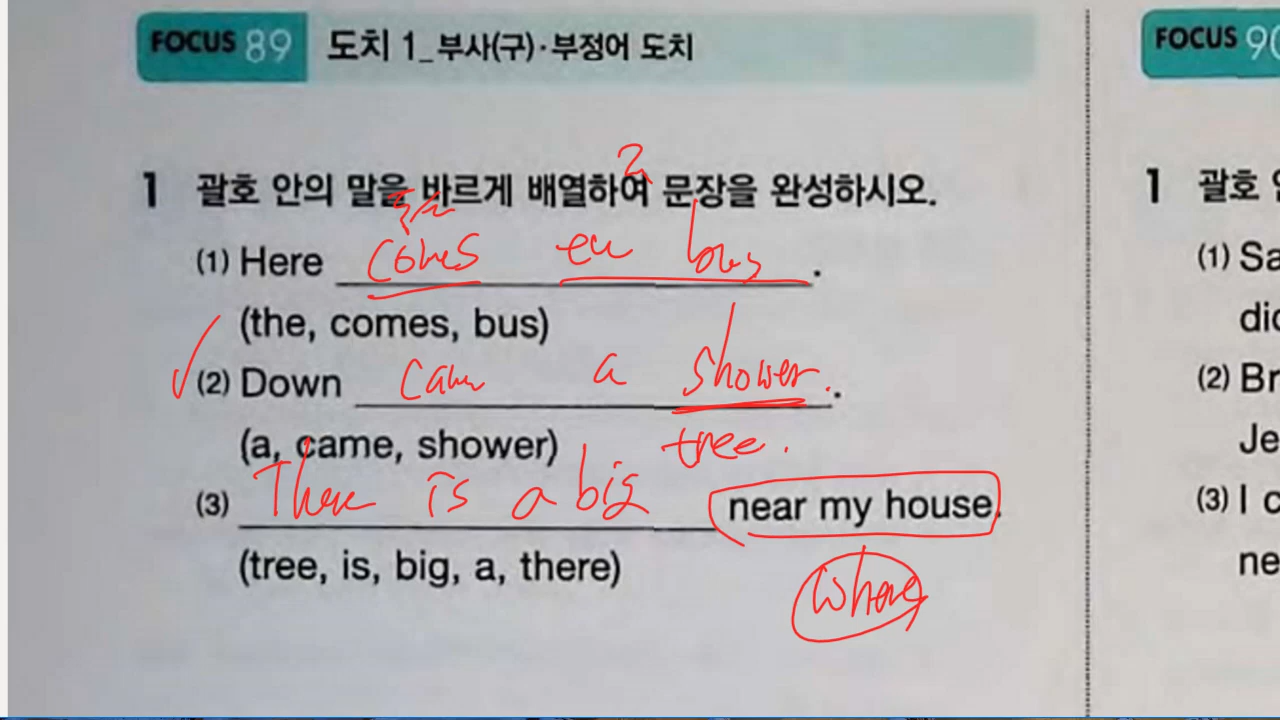 FOCUS 89 도치 1_부사(구)·부정어 도치
1 괄호 안의 말을 바르게 배열하여 문장을 완성하시오.
2
(1) Here comes bus.
(the, comes, bus)
(2) Down came a shower.
(a, came, shower)
tree.
(3) There is a big near my house.
(tree, is, big, a, there)
where
FOCUS 90
1 괄호
(1) Sa
dic
(2) Br
Je
(3) I c
ne